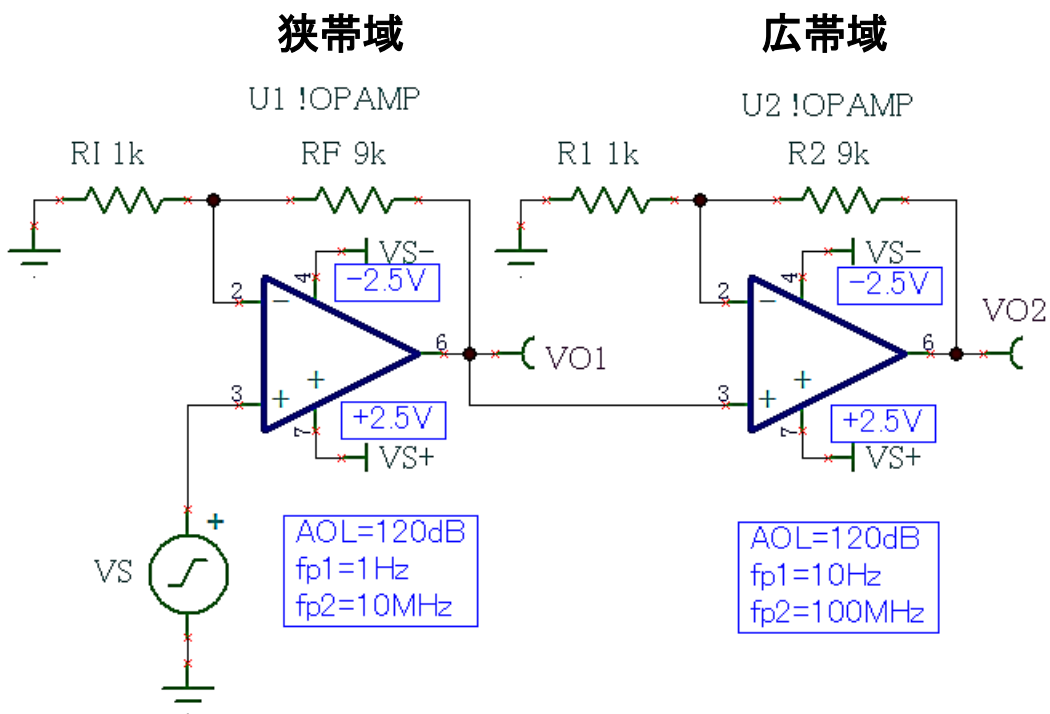 狭帯域
広帯域
U1 !OPAMP
U2 !OPAMP
RI 1k
RF 9k
R1 1k
R2 9k
VS-
-2.5V
VS-
-2.5V
4
4
2
2
−
−
6
VO1
6
VO2
3
3
+
+
+
+
+2.5V
+2.5V
7
7
VS+
VS+
+
VS
AOL=120dB
fp1=1Hz
fp2=10MHz
AOL=120dB
fp1=10Hz
fp2=100MHz